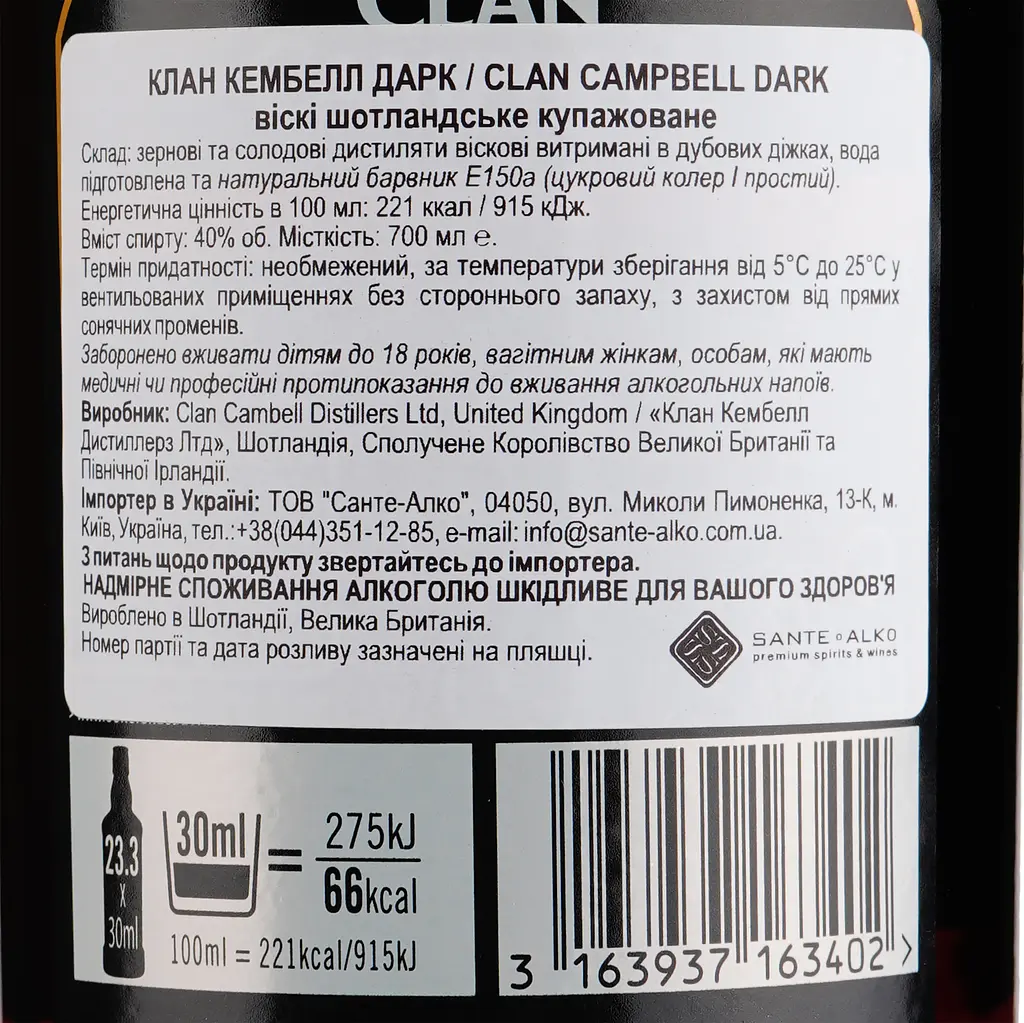 CLAN
КЛАН КЕМБЕЛЛ ДАРК / CLAN CAMPBELL DARK
віскі шотландське купажоване
Склад: зернові та солодові дистиляти віскові витримані в дубових діжках, вода
підготовлена та натуральний барвник Е150а (цукровий колер I простий).
Енергетична цінність в 100 мл: 221 ккал / 915 кДж.
Вміст спирту: 40% об. Місткість: 700 мл ℮.
Термін придатності: необмежений, за температури зберігання від 5°C до 25°C у
вентильованих приміщеннях без стороннього запаху, з захистом від прямих
сонячних променів.
Заборонено вживати дітям до 18 років, вагітним жінкам, особам, які мають
медичні чи професійні протипоказання до вживання алкогольних напоїв.
Виробник: Clan Cambell Distillers Ltd, United Kingdom / «Клан Кембелл
Дистиллерз Лтд», Шотландія, Сполучене Королівство Великої Британії та
Північної Ірландії.
Імпортер в Україні: ТОВ "Санте-Алко", 04050, вул. Миколи Пимоненка, 13-К, м.
Київ, Україна, тел.:+38(044)351-12-85, e-mail: info@sante-alko.com.ua.
З питань щодо продукту звертайтесь до імпортера.
НАДМІРНЕ СПОЖИВАННЯ АЛКОГОЛЮ ШКІДЛИВЕ ДЛЯ ВАШОГО ЗДОРОВ'Я
Вироблено в Шотландії, Велика Британія.
Номер партії та дата розливу зазначені на пляшці.
SANTE ALKO
premium spirits & wines
23.3
x
30ml
30ml = 275kJ
66kcal
100ml = 221kcal/915kJ
3 163937 163402 >